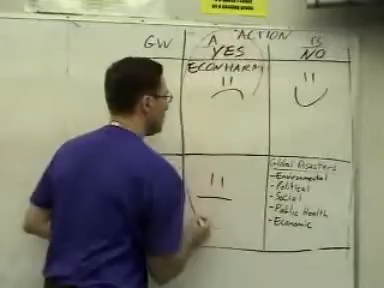 GW
ACTION
A IS
YES NO
ECON HARM
Global Disasters
- Environmental
- Political
- Social
- Public Health
- Economic